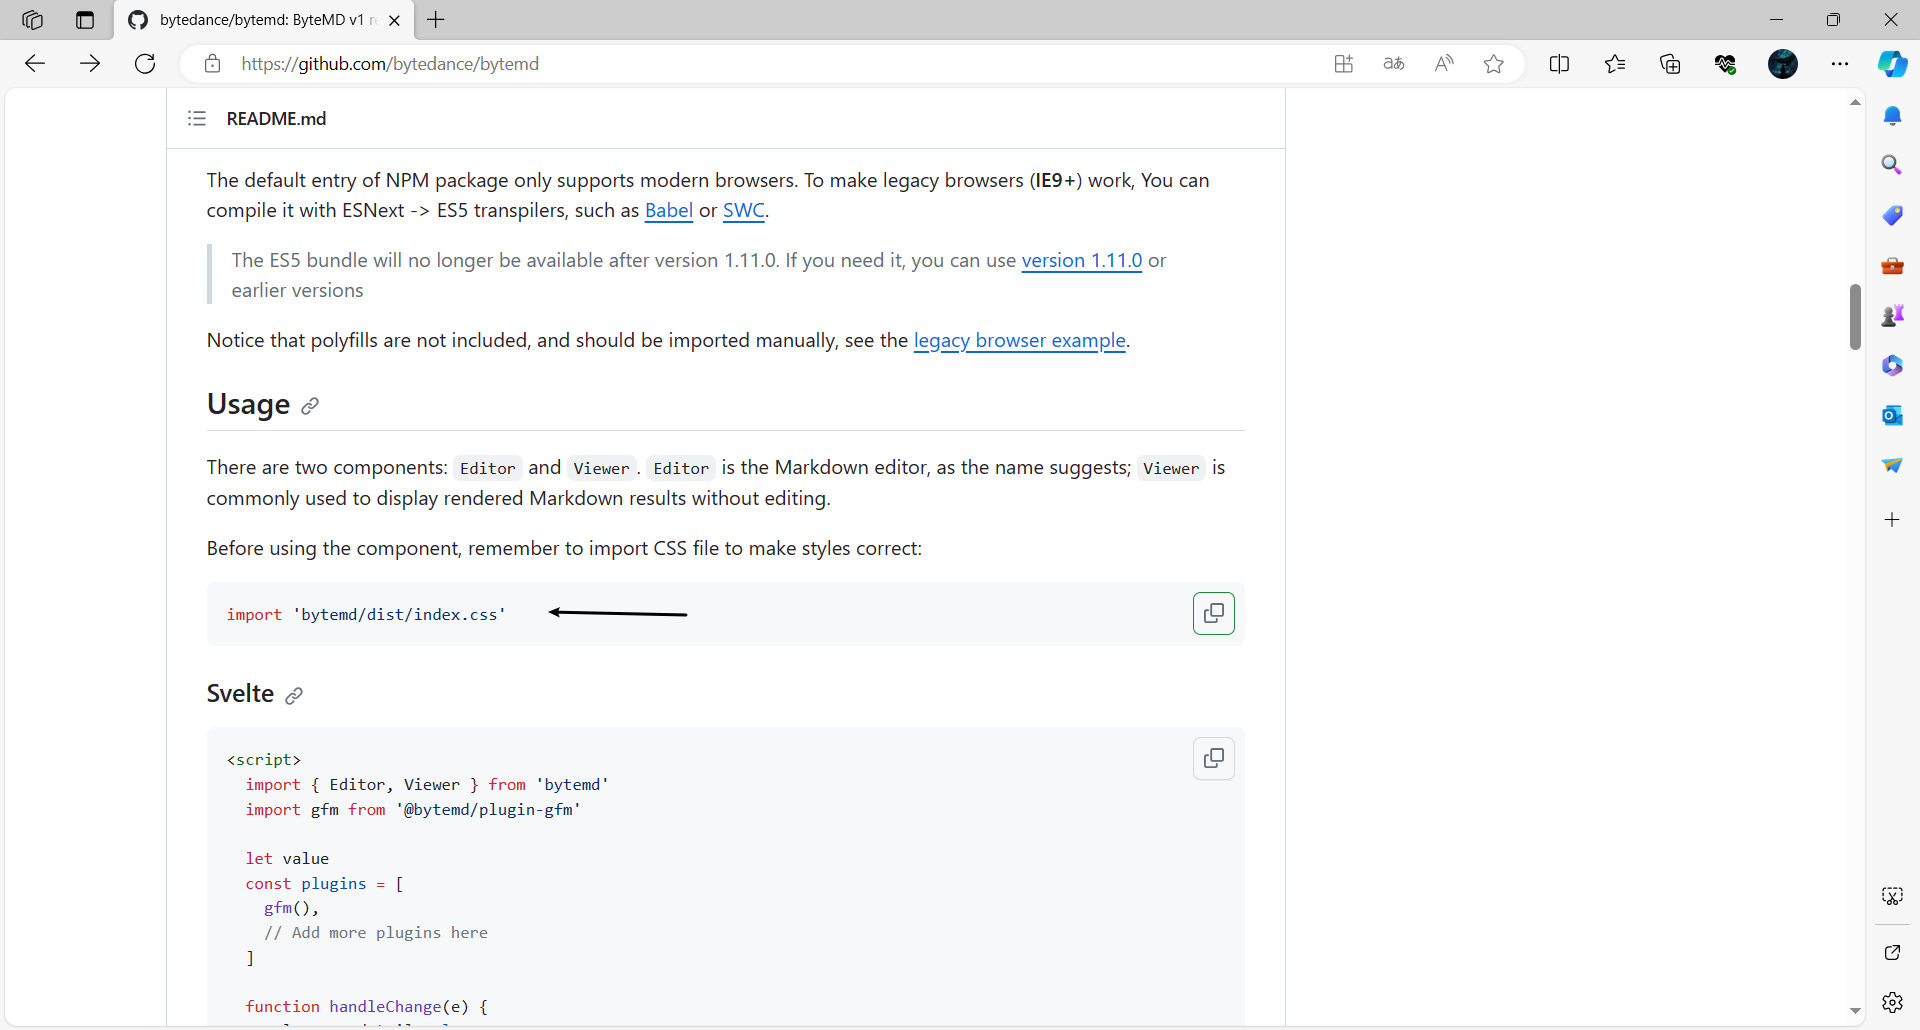 bytedance/bytemd: ByteMD v1
https://github.com/bytedance/bytemd
README.md
The default entry of NPM package only supports modern browsers. To make legacy browsers (IE9+) work, You can
compile it with ESNext -> ES5 transpilers, such as Babel or SWC.
The ES5 bundle will no longer be available after version 1.11.0. If you need it, you can use version 1.11.0 or
earlier versions
Notice that polyfills are not included, and should be imported manually, see the legacy browser example.
Usage
There are two components: Editor and Viewer. Editor is the Markdown editor, as the name suggests; Viewer is
commonly used to display rendered Markdown results without editing.
Before using the component, remember to import CSS file to make styles correct:
import 'bytemd/dist/index.css'
Svelte
<script>
import { Editor, Viewer } from 'bytemd'
import gfm from '@bytemd/plugin-gfm'
let value
const plugins = [
gfm(),
// Add more plugins here
]
function handleChange(e) {